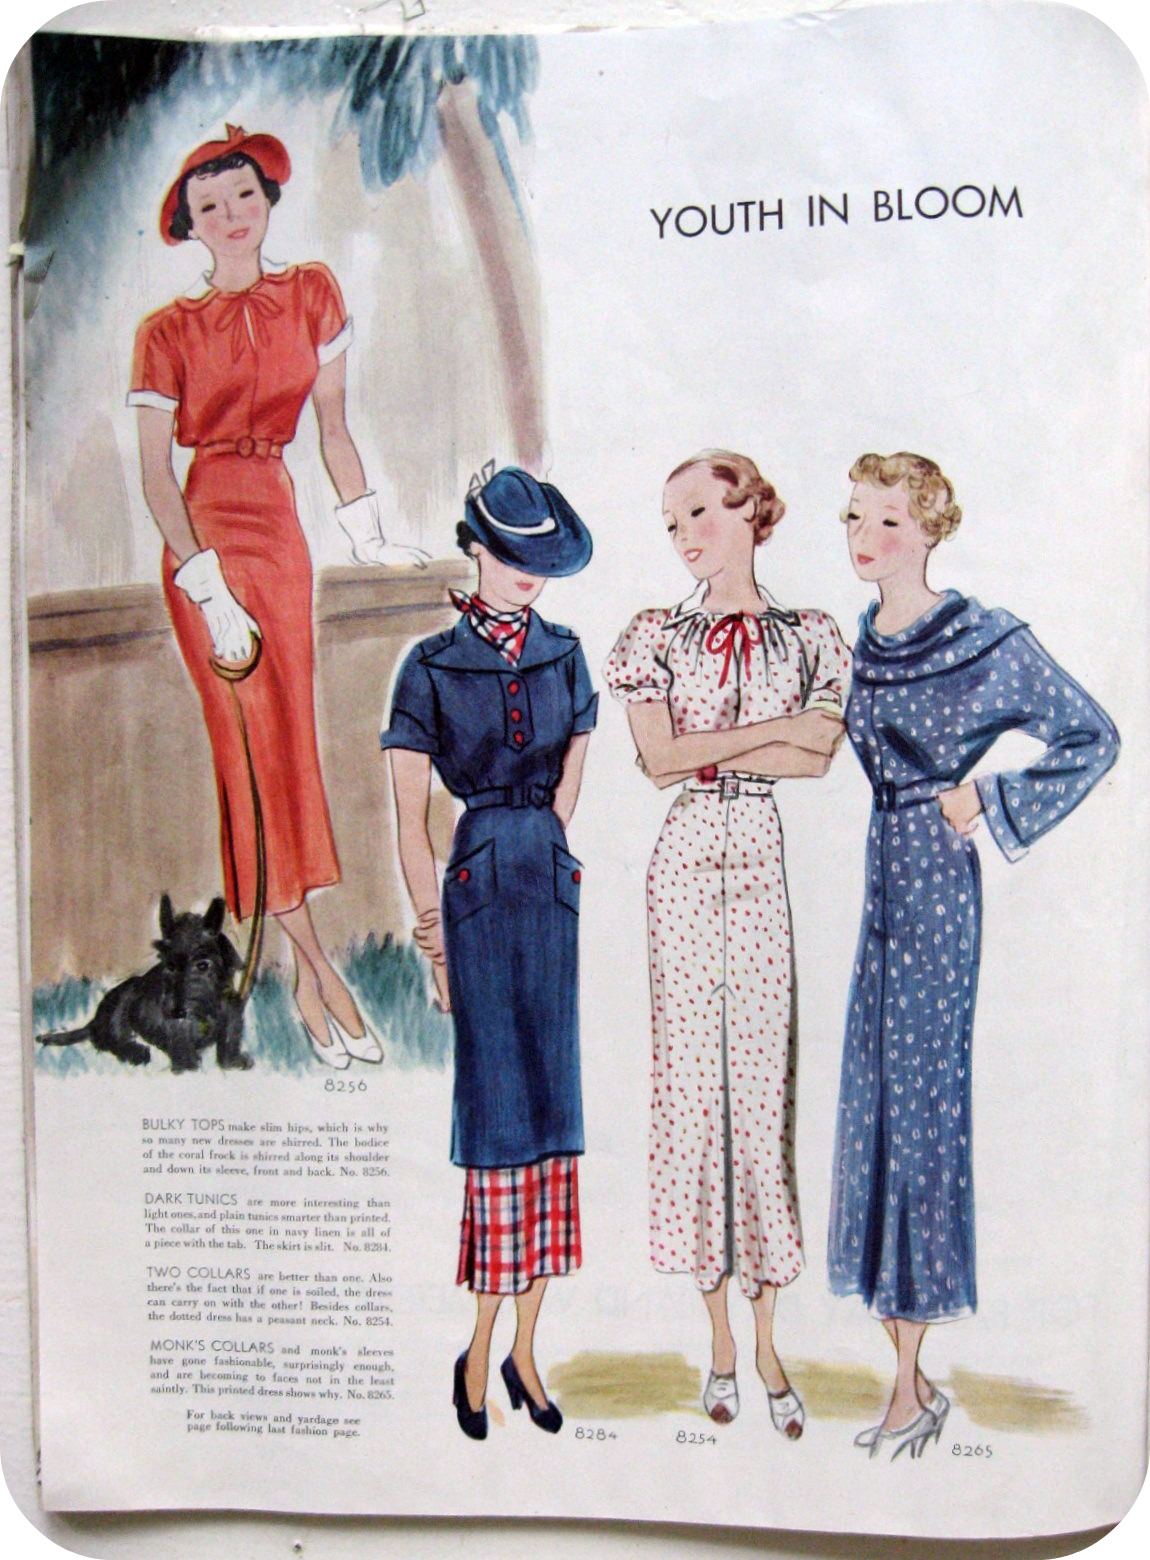 YOUTH IN BLOOM
8256
BULKY TOPS make slim hips, which is why
so many new dresses are shirred. The bodice
of the coral frock is shirred along its shoulder
and down its sleeve, front and back. No. 8256.
DARK TUNICS are more interesting than
light ones, and plain tunics smarter than printed.
The collar of this one in navy linen is all of
a piece with the tab. The skirt is slit. No. 8284.
TWO COLLARS are better than one. Also
there's the fact that if one is soiled, the dress
can carry on with the other! Besides collars,
the dotted dress has a peasant neck. No. 8254.
MONK'S COLLARS and monk's sleeves
have gone fashionable, surprisingly enough,
and are becoming to faces not in the least
saintly. This printed dress shows why. No. 8265.
For back views and yardage see
page following last fashion page.
8284
8254
8265